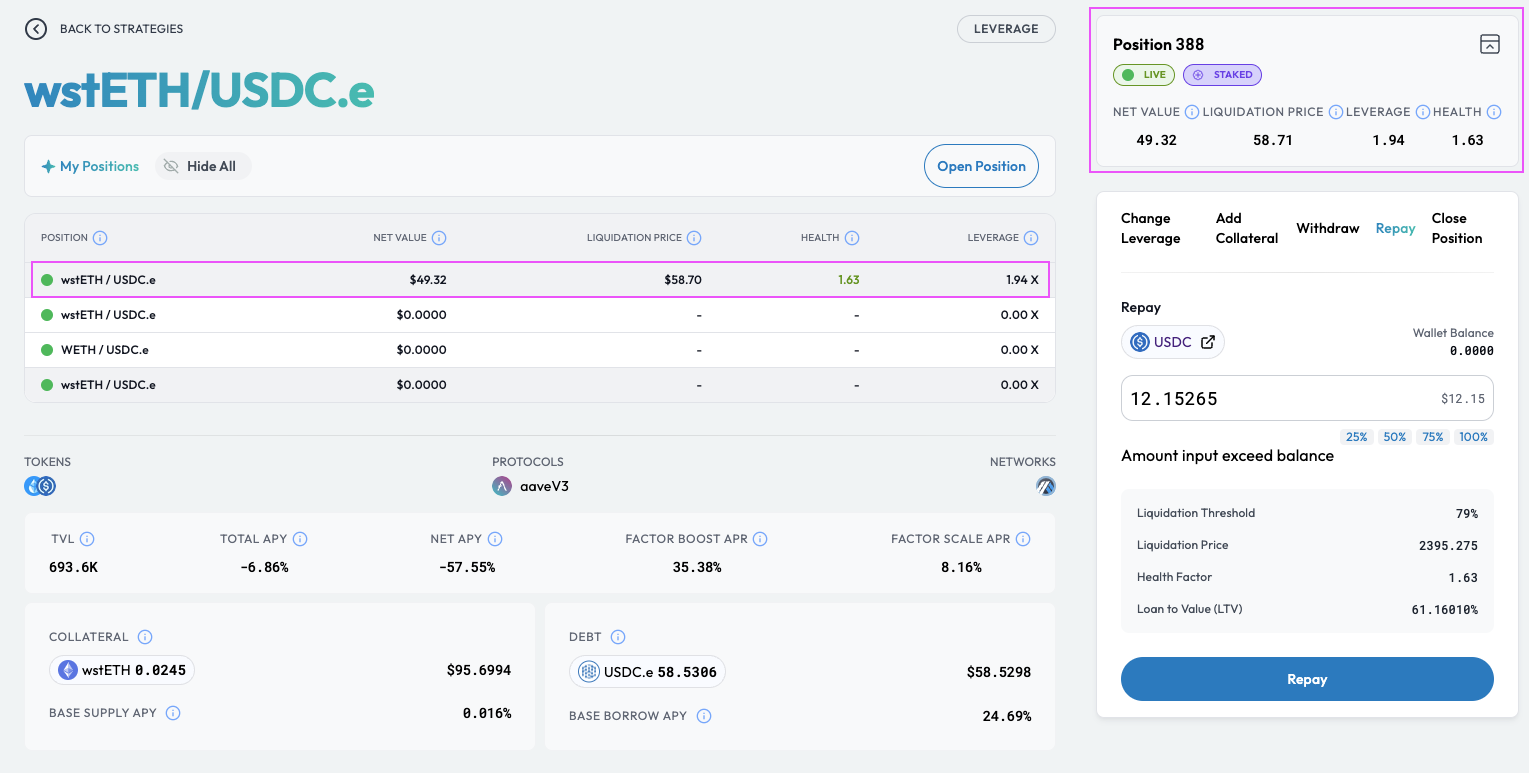 BACK TO STRATEGIES
LEVERAGE
wstETH/USDC.e
My Positions
Hide All
Open Position
POSITION NET VALUE LIQUIDATION PRICE HEALTH LEVERAGE
wstETH / USDC.e $49.32 $58.70 1.63 1.94 X
wstETH / USDC.e $0.0000 - - 0.00 X
WETH / USDC.e $0.0000 - - 0.00 X
wstETH / USDC.e $0.0000 - - 0.00 X
TOKENS PROTOCOLS NETWORKS
aaveV3
TVL TOTAL APY NET APY FACTOR BOOST APR FACTOR SCALE APR
693.6K -6.86% -57.55% 35.38% 8.16%
COLLATERAL
wstETH 0.0245 $95.6994
BASE SUPPLY APY 0.016%
DEBT
USDC.e 58.5306 $58.5298
BASE BORROW APY 24.69%
Position 388
LIVE STAKED
NET VALUE LIQUIDATION PRICE LEVERAGE HEALTH
49.32 58.71 1.94 1.63
Change Leverage
Add Collateral
Withdraw
Repay
Close Position
Repay
USDC
Wallet Balance
0.0000
12.15265 $12.15
25% 50% 75% 100%
Amount input exceed balance
Liquidation Threshold 79%
Liquidation Price 2395.275
Health Factor 1.63
Loan to Value (LTV) 61.16010%
Repay